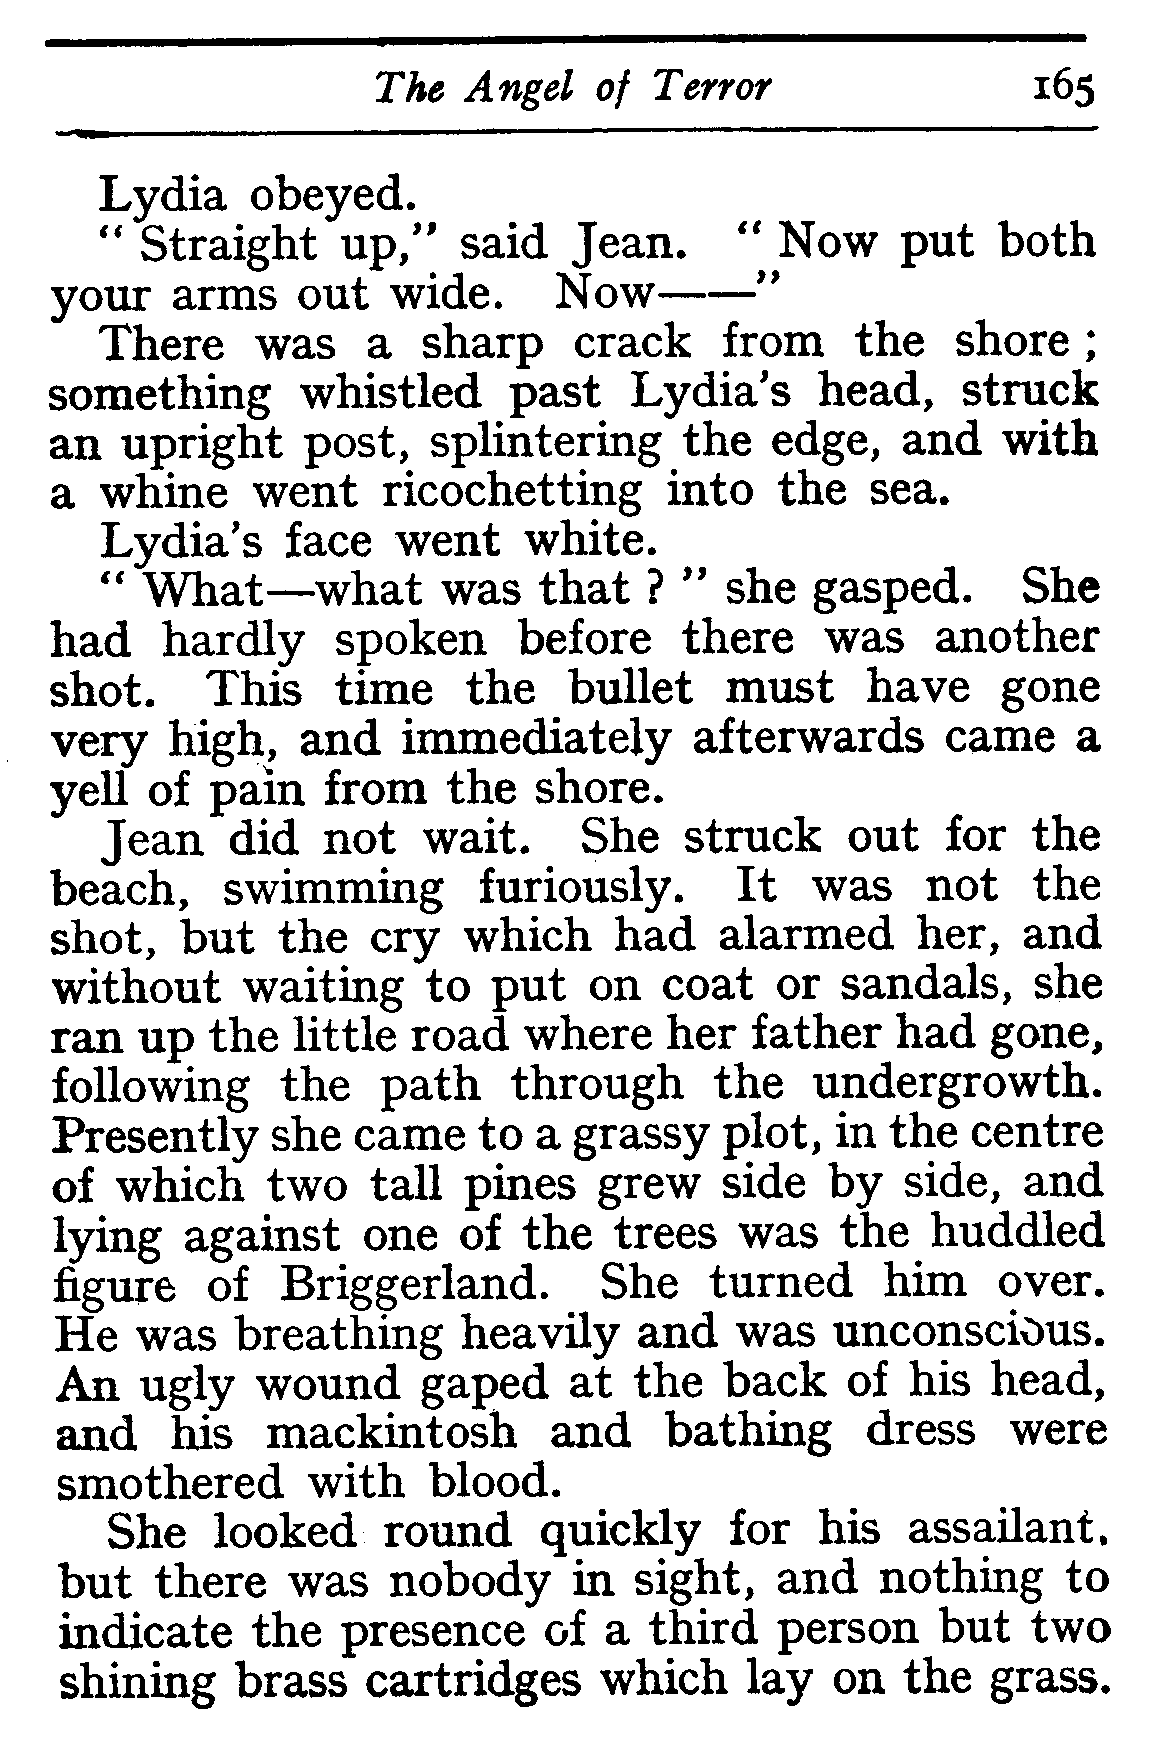 The Angel of Terror 165
Lydia obeyed.
" Straight up," said Jean. " Now put both
your arms out wide. Now——"
There was a sharp crack from the shore ;
something whistled past Lydia's head, struck
an upright post, splintering the edge, and with
a whine went ricochetting into the sea.
Lydia's face went white.
" What—what was that ? " she gasped. She
had hardly spoken before there was another
shot. This time the bullet must have gone
very high, and immediately afterwards came a
yell of pain from the shore.
Jean did not wait. She struck out for the
beach, swimming furiously. It was not the
shot, but the cry which had alarmed her, and
without waiting to put on coat or sandals, she
ran up the little road where her father had gone,
following the path through the undergrowth.
Presently she came to a grassy plot, in the centre
of which two tall pines grew side by side, and
lying against one of the trees was the huddled
figure of Briggerland. She turned him over.
He was breathing heavily and was unconscious.
An ugly wound gaped at the back of his head,
and his mackintosh and bathing dress were
smothered with blood.
She looked round quickly for his assailant,
but there was nobody in sight, and nothing to
indicate the presence of a third person but two
shining brass cartridges which lay on the grass.